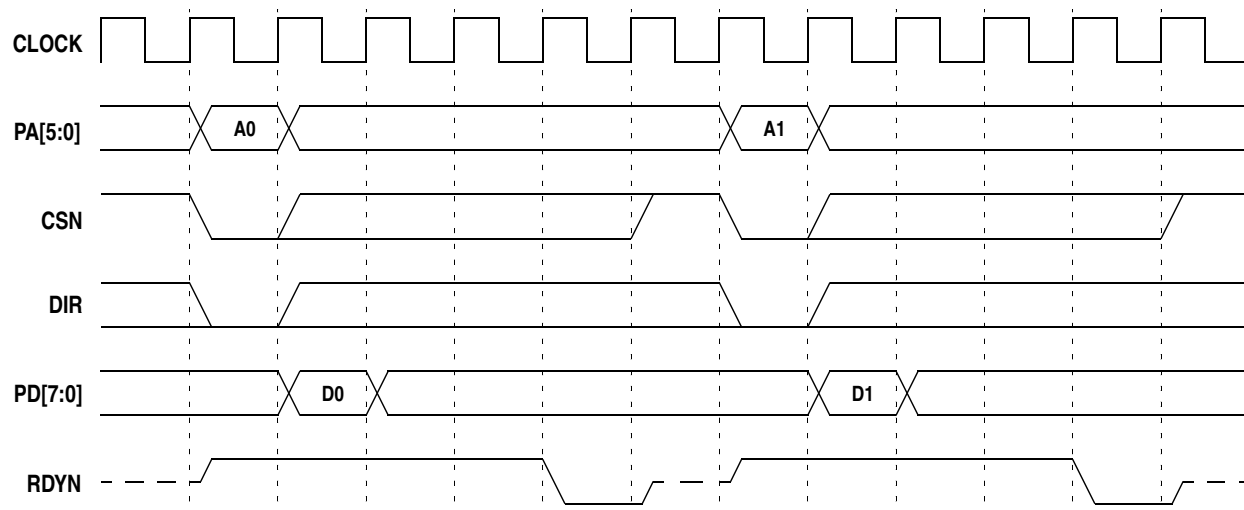 CLOCK
PA[5:0] A0 A1
CSN
DIR
PD[7:0] D0 D1
RDYN